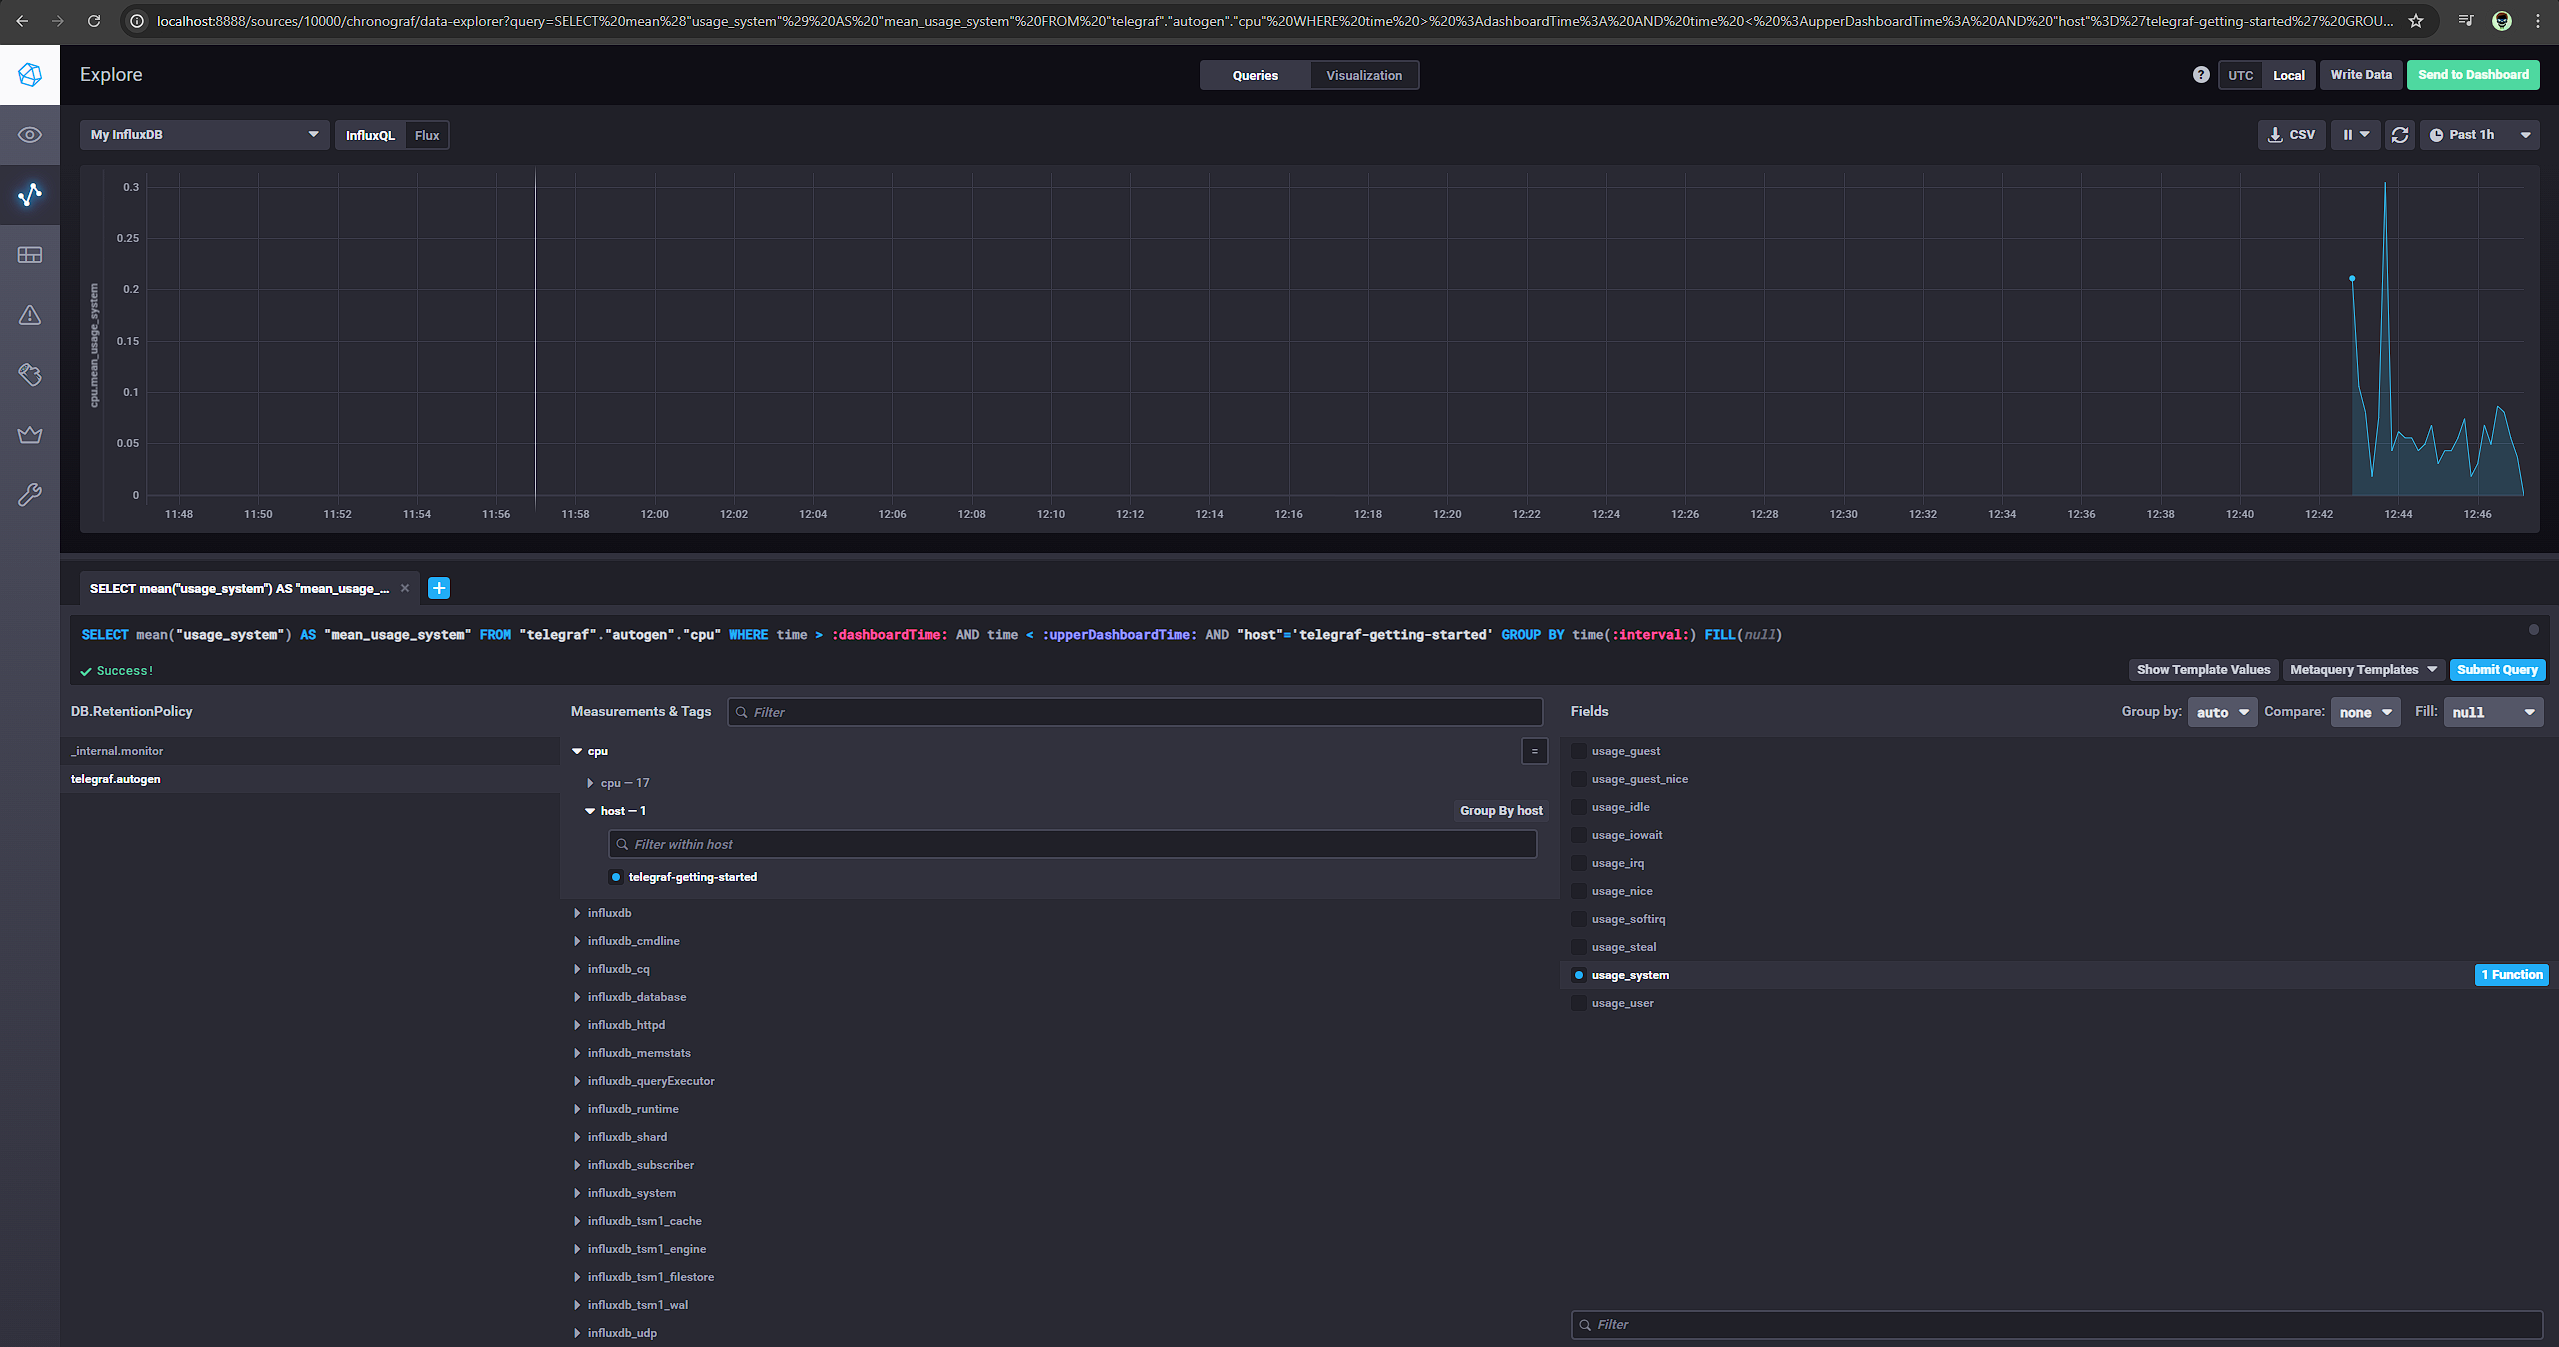 localhost:8888/sources/10000/chronograf/data-explorer?query=SELECT%20mean%28"usage_system"%29%20AS%20"mean_usage_system"%20FROM%20"telegraf"."autogen"."cpu"%20WHERE%20time%20>%20%3AdashboardTime%3A%20AND%20time%20<%20%3AupperDashboardTime%3A%20AND%20"host"%3D%27telegraf-getting-started%27%20GROU...
Explore
Queries Visualization
? UTC Local Write Data Send to Dashboard
My InfluxDB InfluxQL Flux
CSV Past 1h
cpu.mean_usage_system
0.3
0.25
0.2
0.15
0.1
0.05
0
11:48 11:50 11:52 11:54 11:56 11:58 12:00 12:02 12:04 12:06 12:08 12:10 12:12 12:14 12:16 12:18 12:20 12:22 12:24 12:26 12:28 12:30 12:32 12:34 12:36 12:38 12:40 12:42 12:44 12:46
SELECT mean("usage_system") AS "mean_usage_... × +
SELECT mean("usage_system") AS "mean_usage_system" FROM "telegraf"."autogen"."cpu" WHERE time > :dashboardTime: AND time < :upperDashboardTime: AND "host"='telegraf-getting-started' GROUP BY time(:interval:) FILL(null)
Success!
Show Template Values Metaquery Templates Submit Query
DB.RetentionPolicy
_internal.monitor
telegraf.autogen
Measurements & Tags Filter
cpu =
cpu — 17
host — 1 Group By host
Filter within host
telegraf-getting-started
influxdb
influxdb_cmdline
influxdb_cq
influxdb_database
influxdb_httpd
influxdb_memstats
influxdb_queryExecutor
influxdb_runtime
influxdb_shard
influxdb_subscriber
influxdb_system
influxdb_tsm1_cache
influxdb_tsm1_engine
influxdb_tsm1_filestore
influxdb_tsm1_wal
influxdb_udp
Fields Group by: auto Compare: none Fill: null
usage_guest
usage_guest_nice
usage_idle
usage_iowait
usage_irq
usage_nice
usage_softirq
usage_steal
usage_system 1 Function
usage_user
Filter